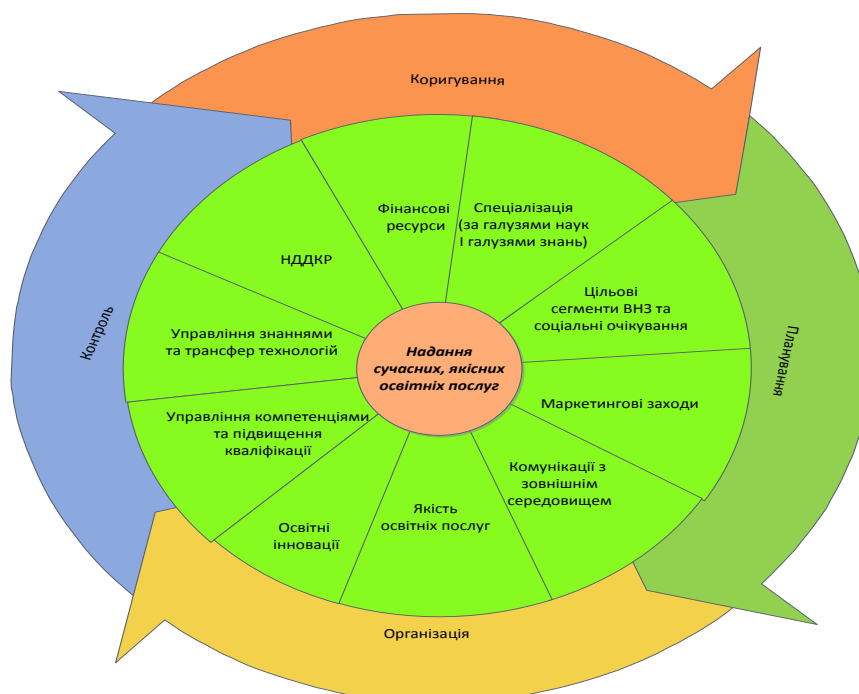 Коригування
Фінансові
ресурси
Спеціалізація
(за галузями наук
І галузями знань)
НДДКР
Цільові
сегменти ВНЗ та
соціальні очікування
Контроль
Управління знаннями
та трансфер технологій
Надання
сучасних, якісних
освітніх послуг
Планування
Маркетингові заходи
Управління компетенціями
та підвищення
кваліфікації
Комунікації з
зовнішнім
середовищем
Освітні
інновації
Якість
освітніх послуг
Організація